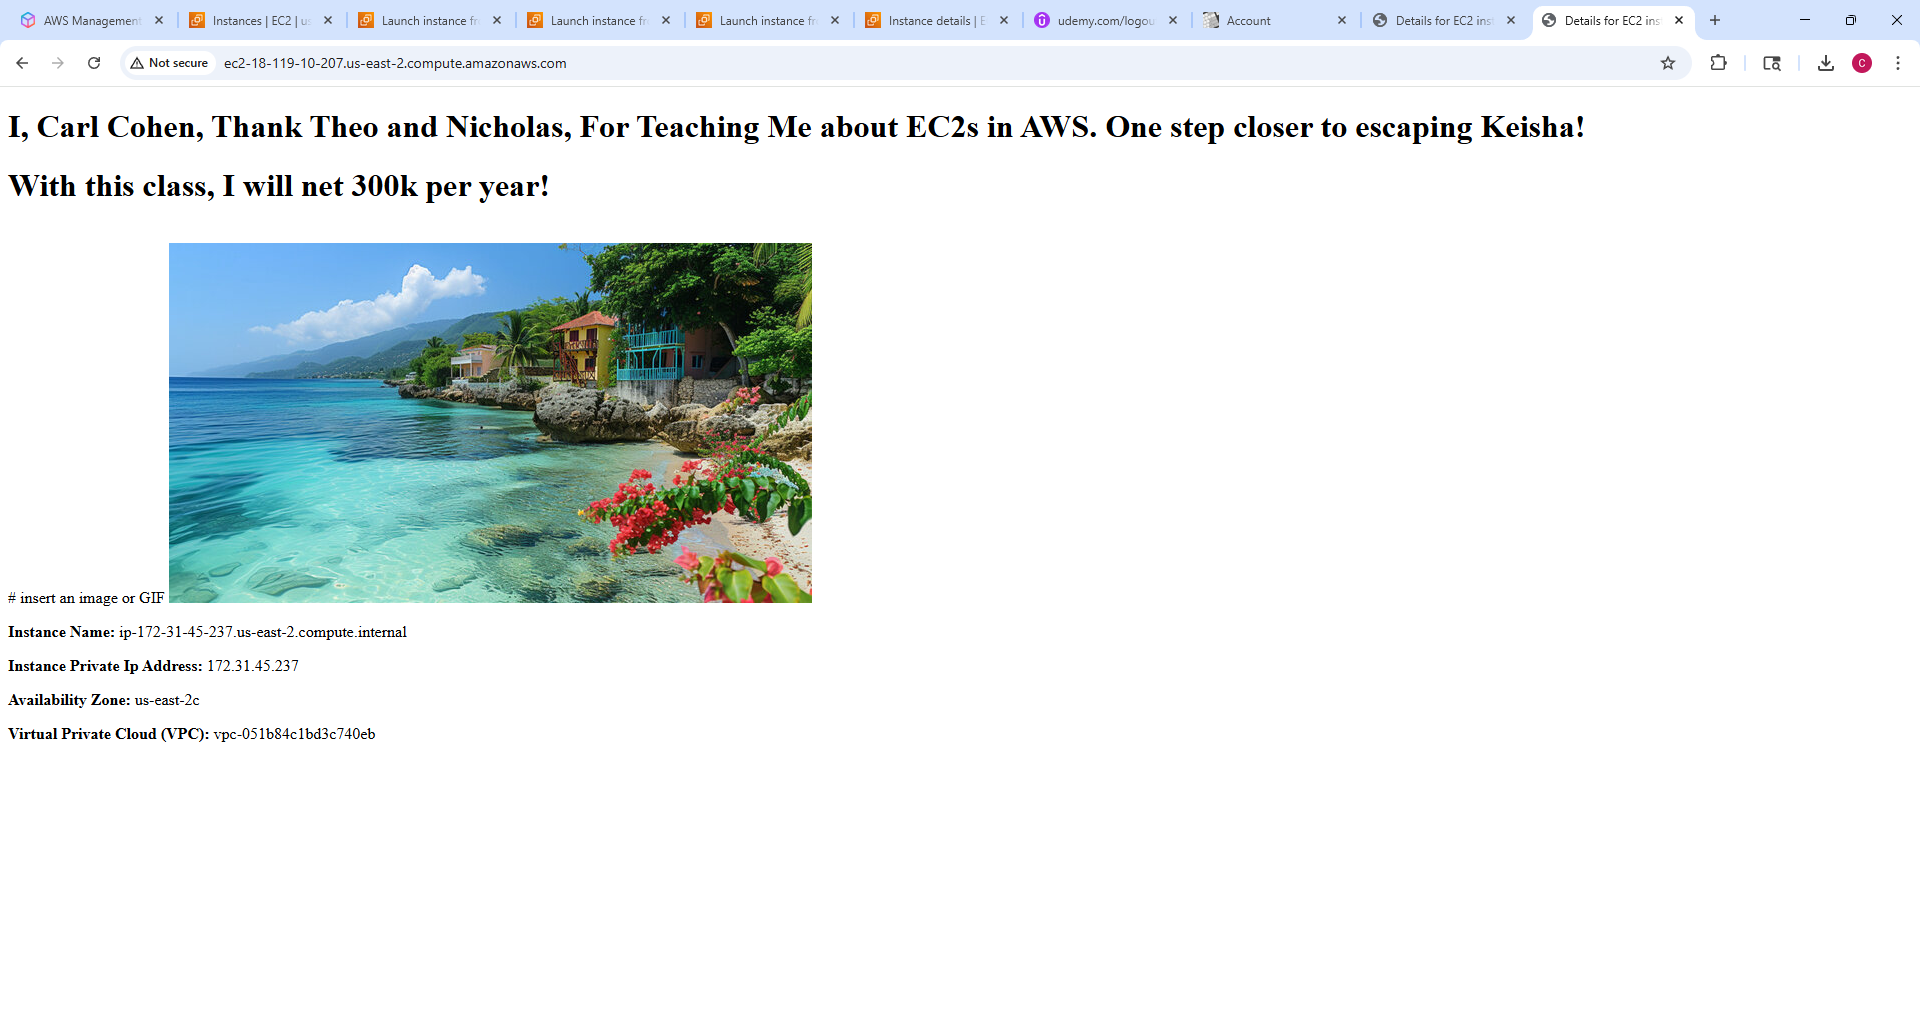 AWS Management
Instances | EC2 | us
Launch instance fr
Launch instance fr
Launch instance fr
Instance details | E
udemy.com/logou
Account
Details for EC2 ins
Details for EC2 ins
Not secure
ec2-18-119-10-207.us-east-2.compute.amazonaws.com
C
I, Carl Cohen, Thank Theo and Nicholas, For Teaching Me about EC2s in AWS. One step closer to escaping Keisha!
With this class, I will net 300k per year!
# insert an image or GIF
Instance Name: ip-172-31-45-237.us-east-2.compute.internal
Instance Private Ip Address: 172.31.45.237
Availability Zone: us-east-2c
Virtual Private Cloud (VPC): vpc-051b84c1bd3c740eb